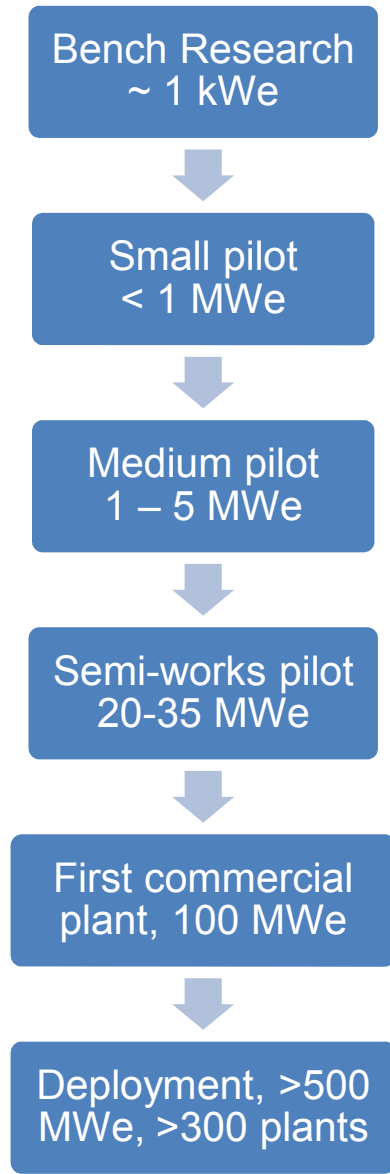 Bench Research
~ 1 kWe
Small pilot
< 1 MWe
Medium pilot
1 – 5 MWe
Semi-works pilot
20-35 MWe
First commercial
plant, 100 MWe
Deployment, >500
MWe, >300 plants